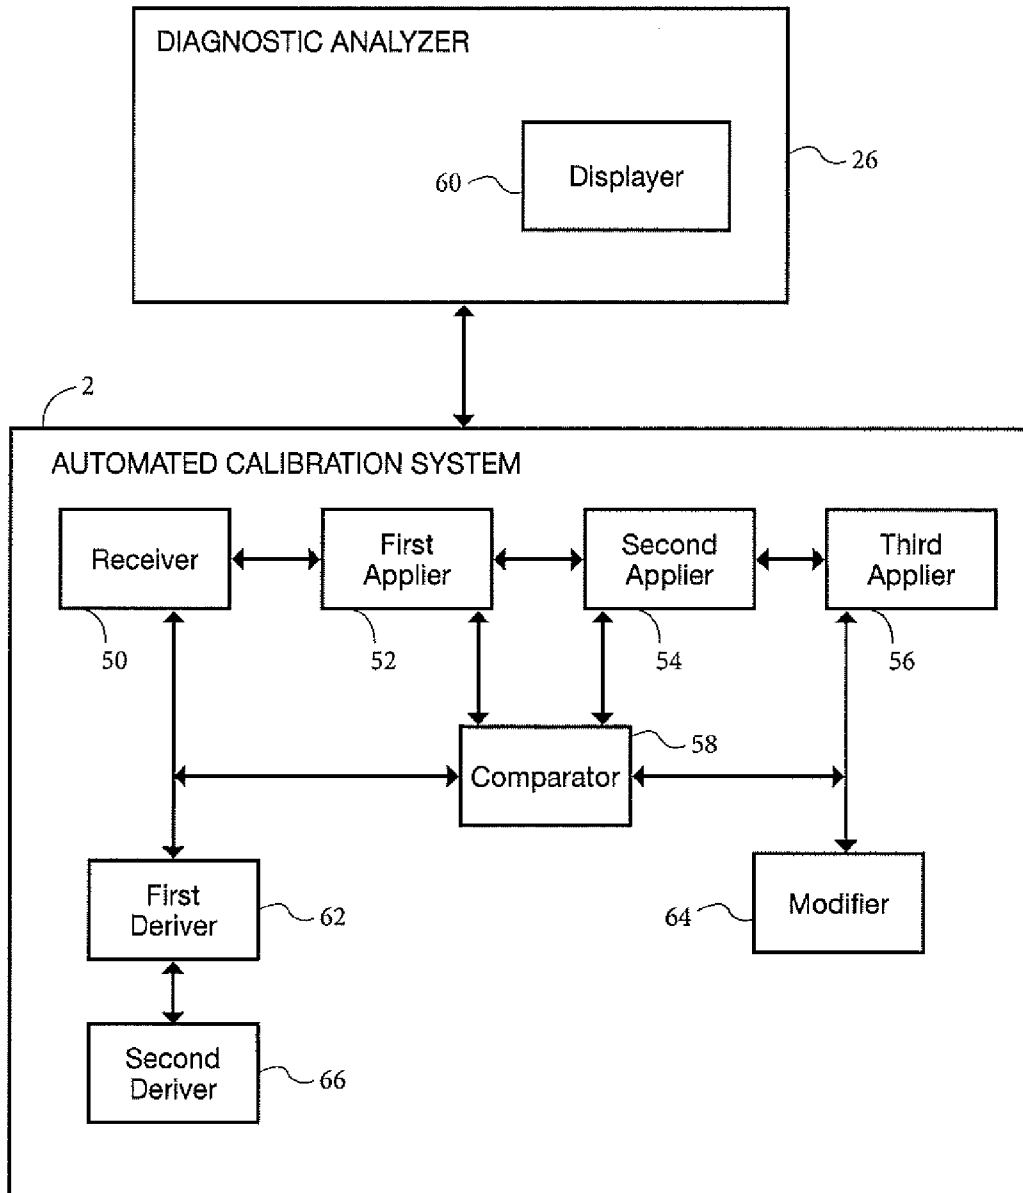 DIAGNOSTIC ANALYZER
Displayer
60
26
2
AUTOMATED CALIBRATION SYSTEM
Receiver
First
Applier
Second
Applier
Third
Applier
50
52
54
56
58
Comparator
First
Deriver
62
64
Modifier
Second
Deriver
66